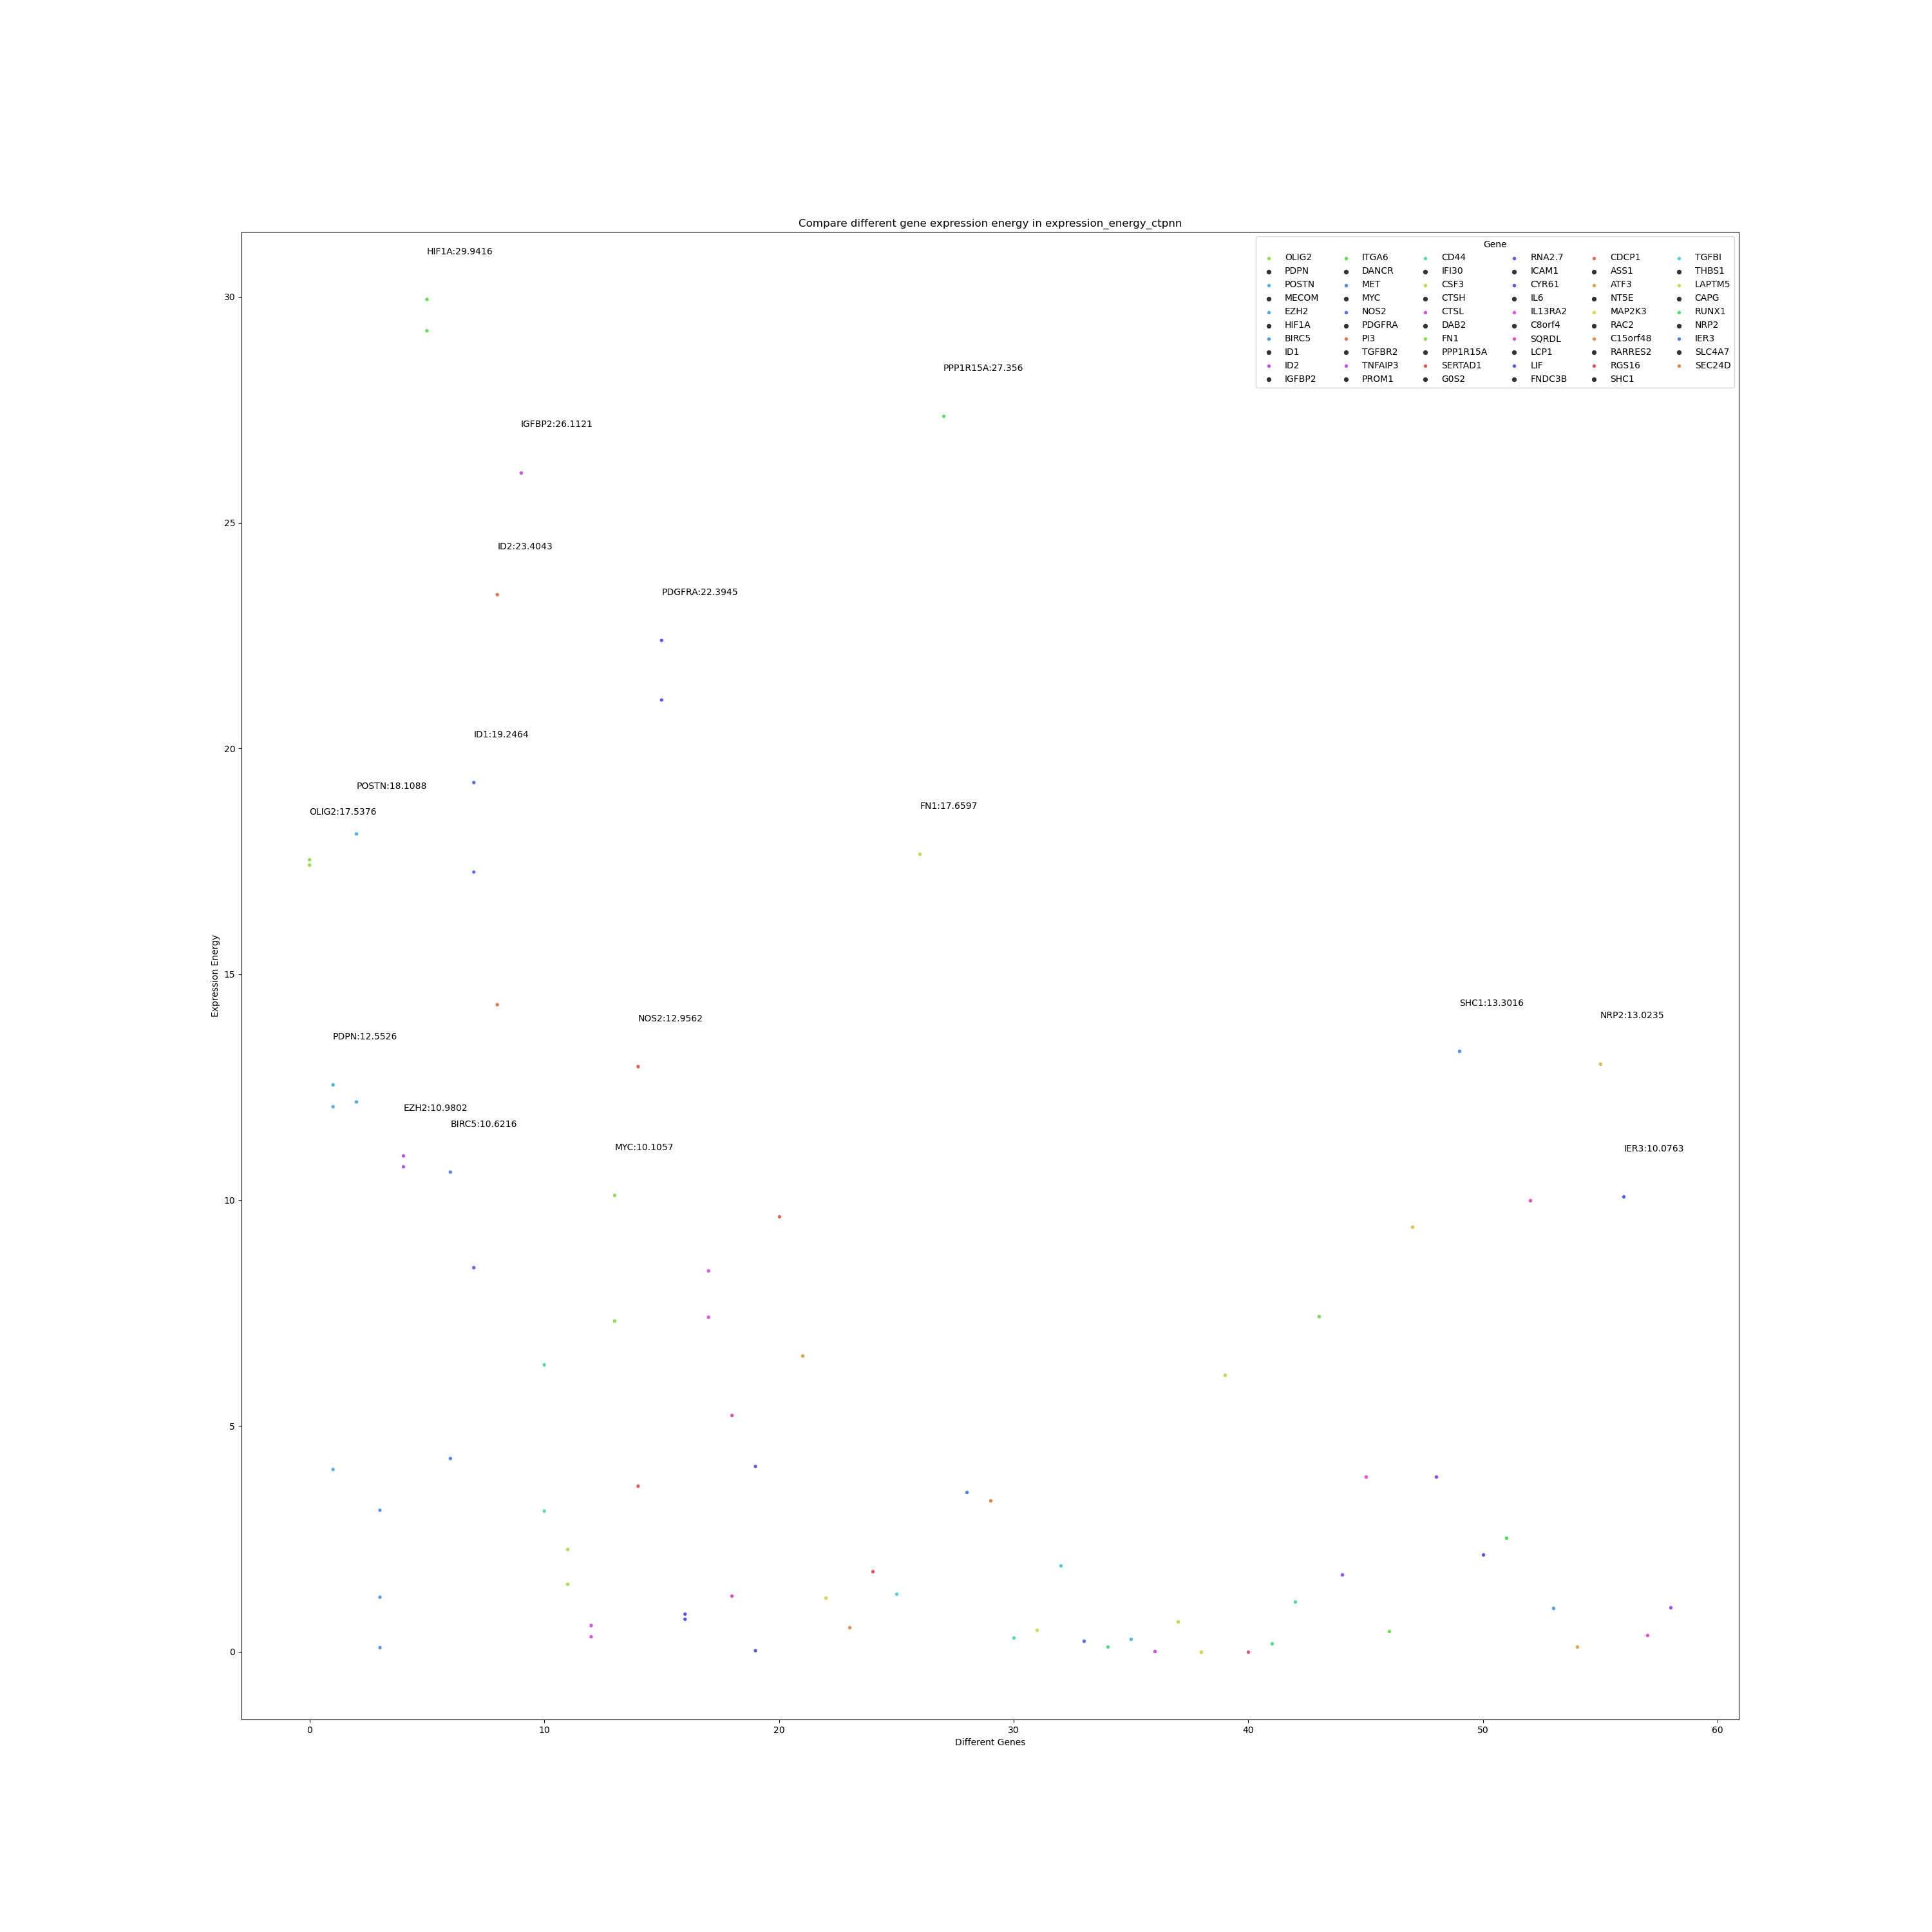 Compare different gene expression energy in expression_energy_ctpnn
Gene
OLIG2 ITGA6 CD44 RNA2.7 CDCP1 TGFBI
PDPN DANCR IFI30 ICAM1 ASS1 THBS1
POSTN MET CSF3 CYR61 ATF3 LAPTM5
MECOM MYC CTSH IL6 NT5E CAPG
EZH2 NOS2 CTSL IL13RA2 MAP2K3 RUNX1
HIF1A PDGFRA DAB2 C8orf4 RAC2 NRP2
BIRC5 PI3 FN1 SQRDL C15orf48 IER3
ID1 TGFBR2 PPP1R15A LCP1 RARRES2 SLC4A7
ID2 TNFAIP3 SERTAD1 LIF RGS16 SEC24D
IGFBP2 PROM1 G0S2 FNDC3B SHC1
HIF1A:29.9416
PPP1R15A:27.356
IGFBP2:26.1121
ID2:23.4043
PDGFRA:22.3945
ID1:19.2464
POSTN:18.1088
FN1:17.6597
OLIG2:17.5376
SHC1:13.3016
NRP2:13.0235
NOS2:12.9562
PDPN:12.5526
EZH2:10.9802
BIRC5:10.6216
MYC:10.1057
IER3:10.0763
30
25
20
15
10
5
0
Expression Energy
0 10 20 30 40 50 60
Different Genes